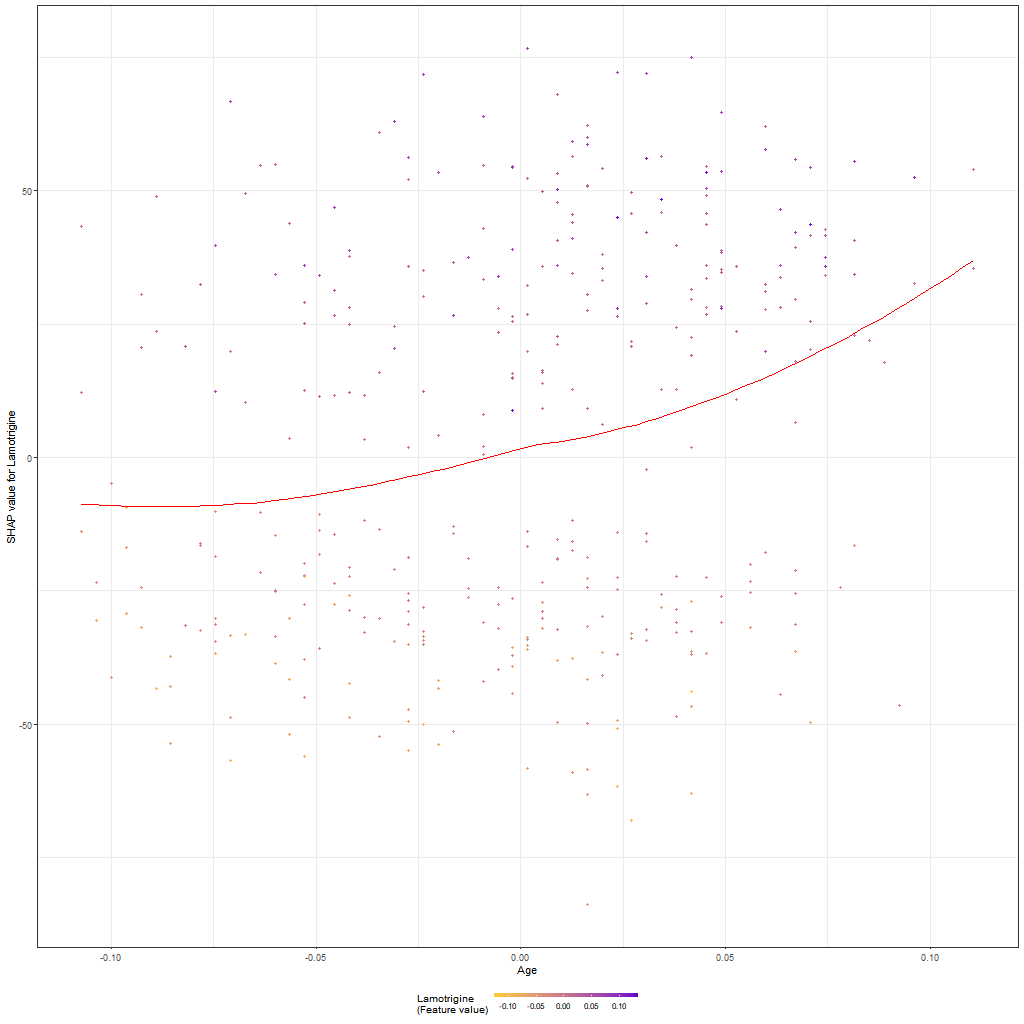 50
0
-50
SHAP value for Lamotrigine
-0.10 -0.05 0.00 0.05 0.10
Age
Lamotrigine
(Feature value)
-0.10 -0.05 0.00 0.05 0.10